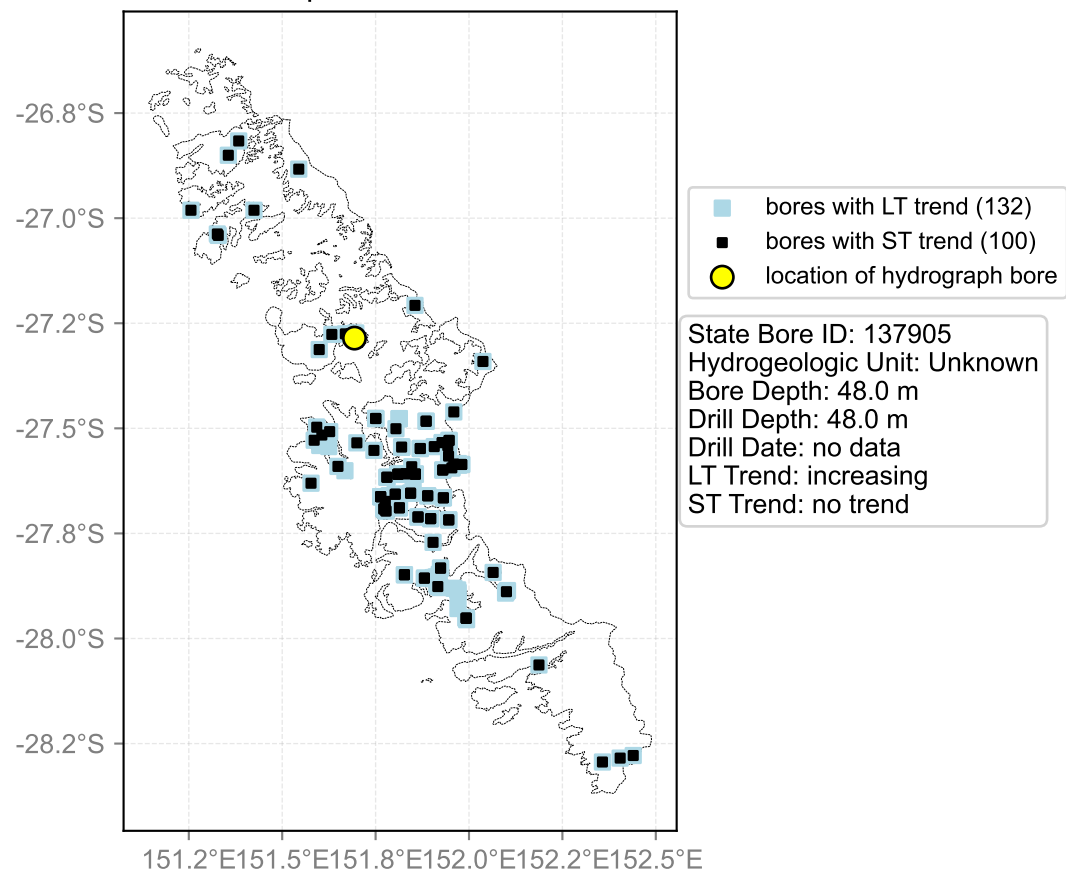 -26.8°S
-27.0°S
-27.2°S
-27.5°S
-27.8°S
-28.0°S
-28.2°S
151.2°E151.5°E151.8°E152.0°E152.2°E152.5°E
bores with LT trend (132)
bores with ST trend (100)
location of hydrograph bore
State Bore ID: 137905
Hydrogeologic Unit: Unknown
Bore Depth: 48.0 m
Drill Depth: 48.0 m
Drill Date: no data
LT Trend: increasing
ST Trend: no trend